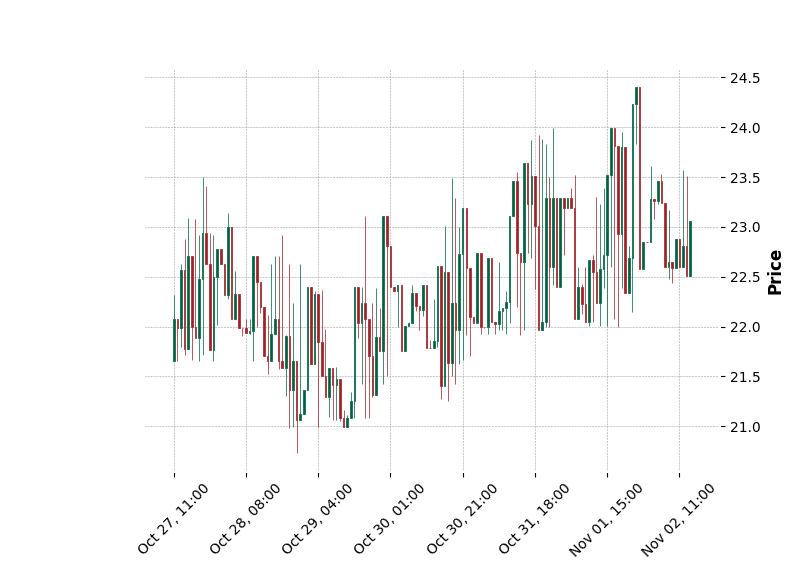 24.5
24.0
23.5
23.0
22.5
22.0
21.5
21.0
Price
Oct 27, 11:00
Oct 28, 08:00
Oct 29, 04:00
Oct 30, 01:00
Oct 30, 21:00
Oct 31, 18:00
Nov 01, 15:00
Nov 02, 11:00